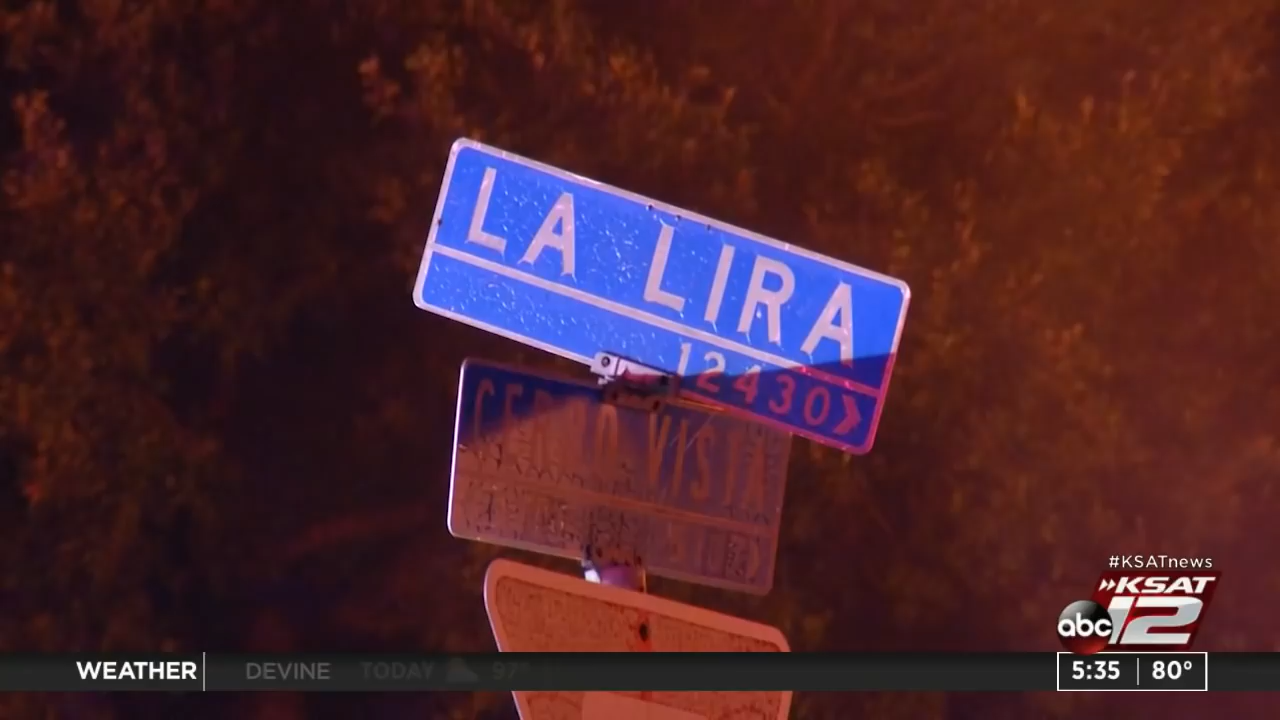 LA LIRA
12430
CERRO VISTA
#KSATnews
KSAT
abc 12
WEATHER DEVINE TODAY 97°
5:35 80°